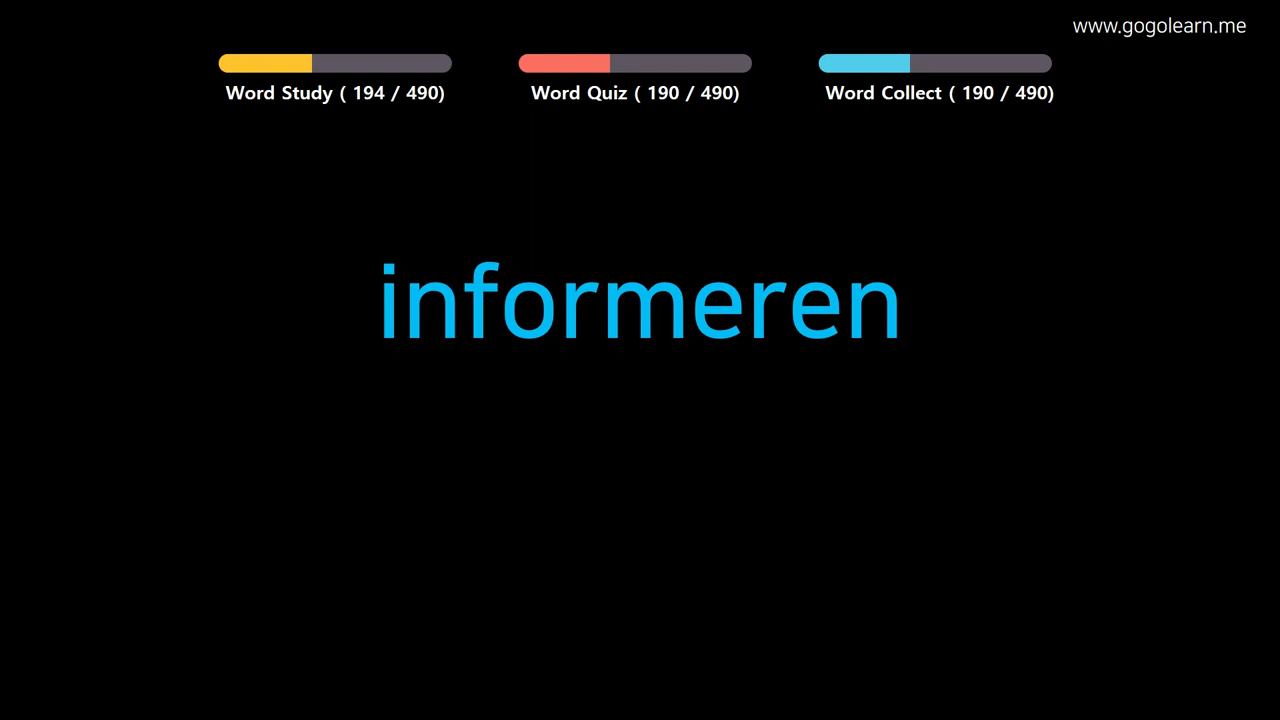 www.gogolearn.me
Word Study ( 194 / 490)
Word Quiz ( 190 / 490)
Word Collect ( 190 / 490)
informeren